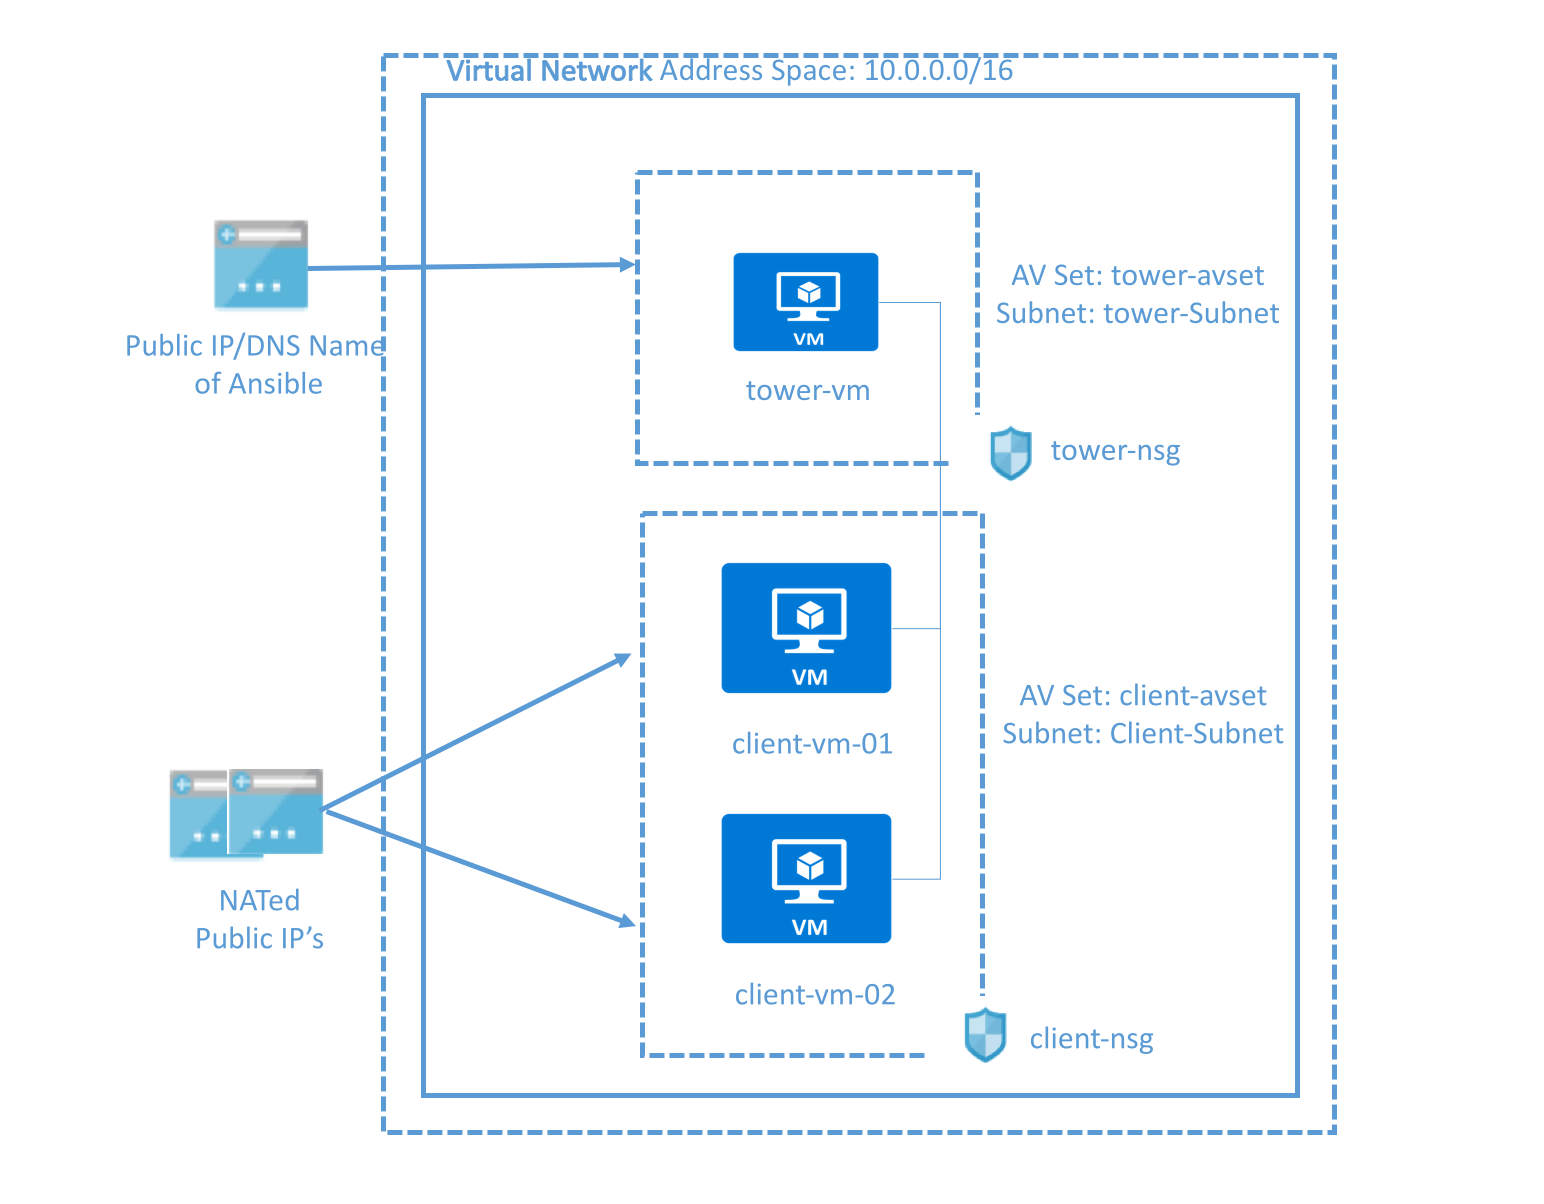 Virtual Network Address Space: 10.0.0.0/16
Public IP/DNS Name
of Ansible
VM
tower-vm
AV Set: tower-avset
Subnet: tower-Subnet
tower-nsg
VM
client-vm-01
AV Set: client-avset
Subnet: Client-Subnet
NATed
Public IP’s
VM
client-vm-02
client-nsg